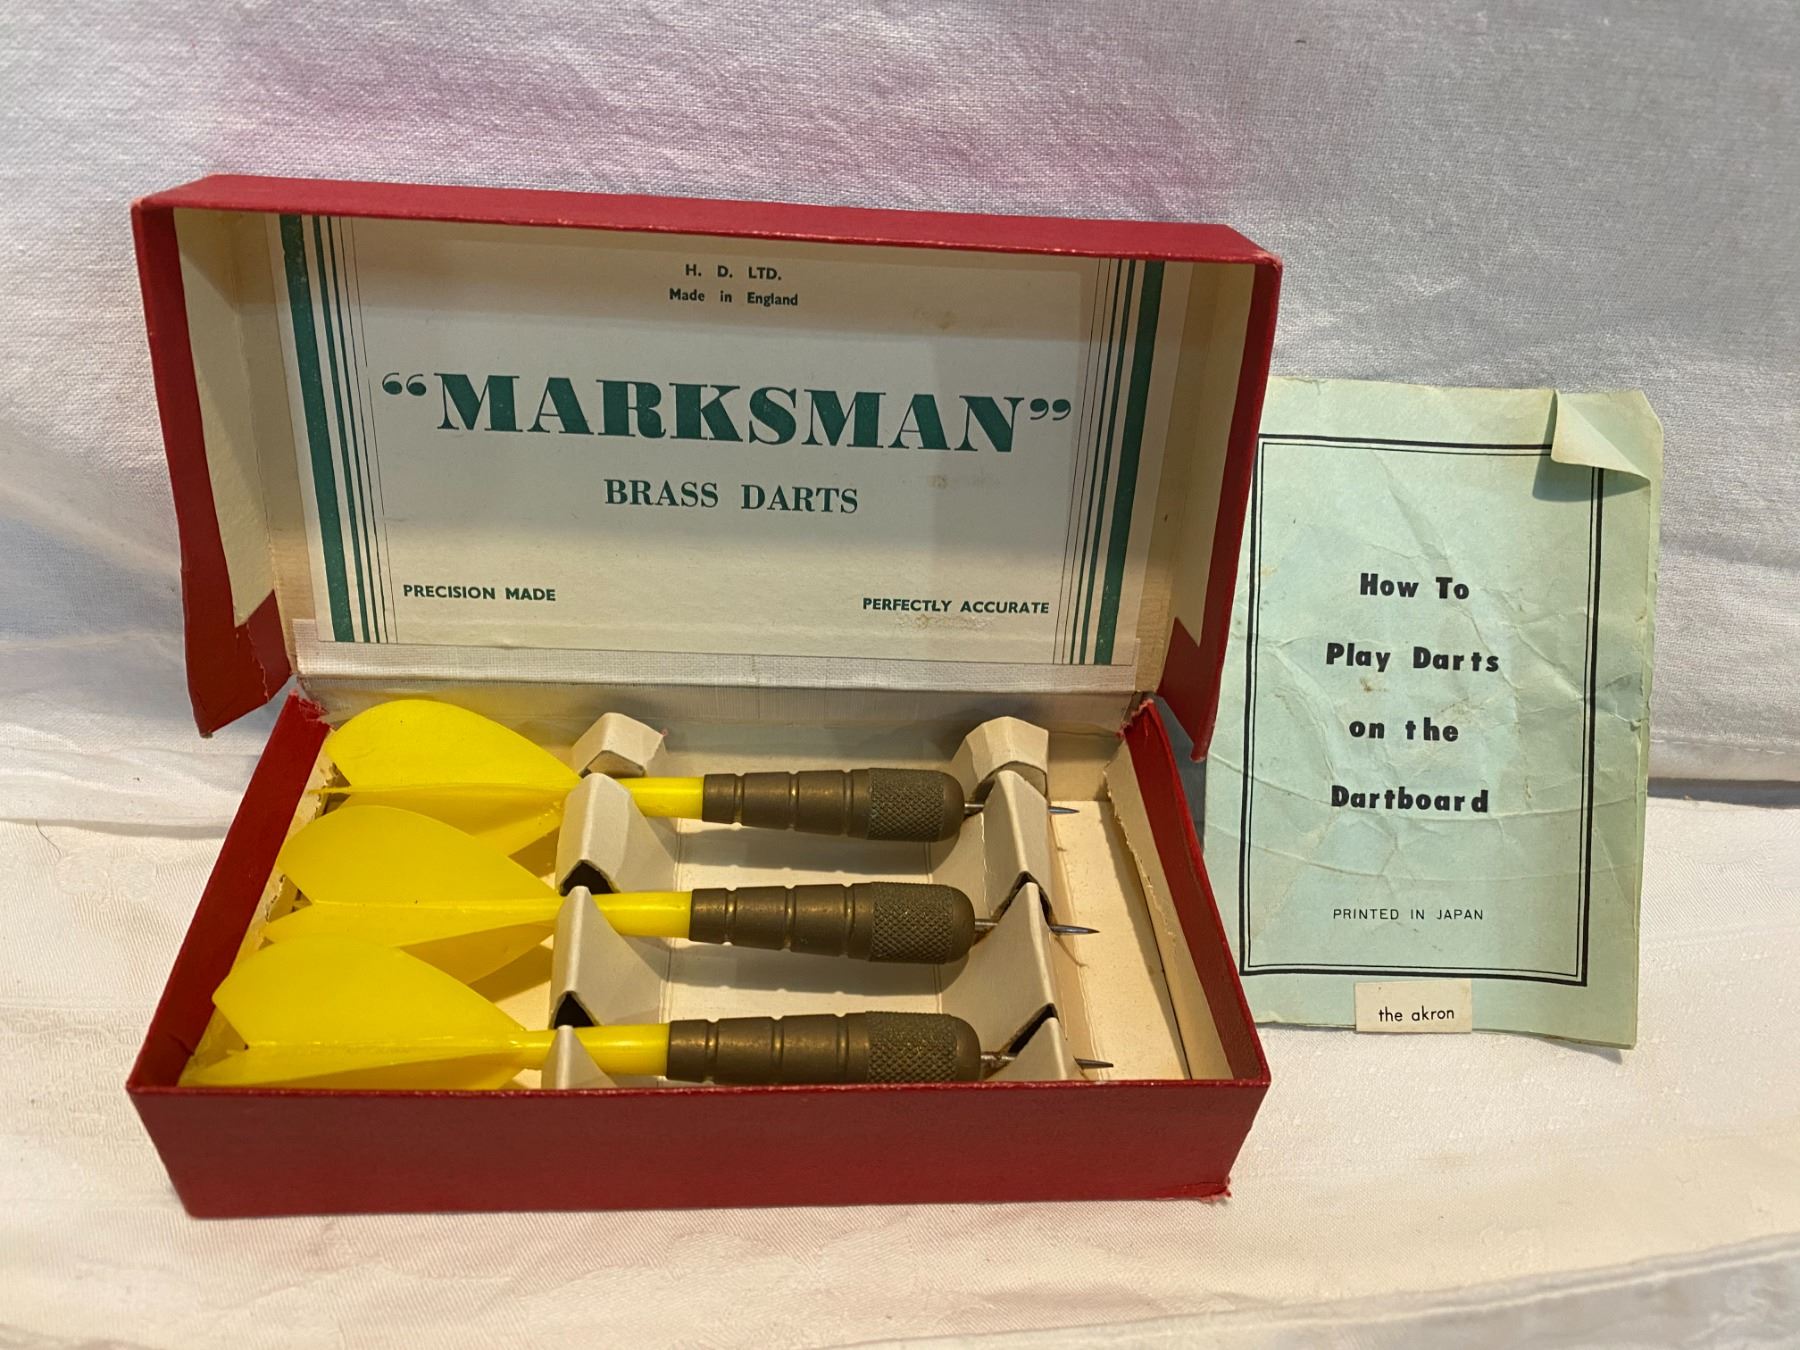 H. D. LTD.
Made in England
“MARKSMAN”
BRASS DARTS
PRECISION MADE
PERFECTLY ACCURATE
How To
Play Darts
on the
Dartboard
PRINTED IN JAPAN
the akron